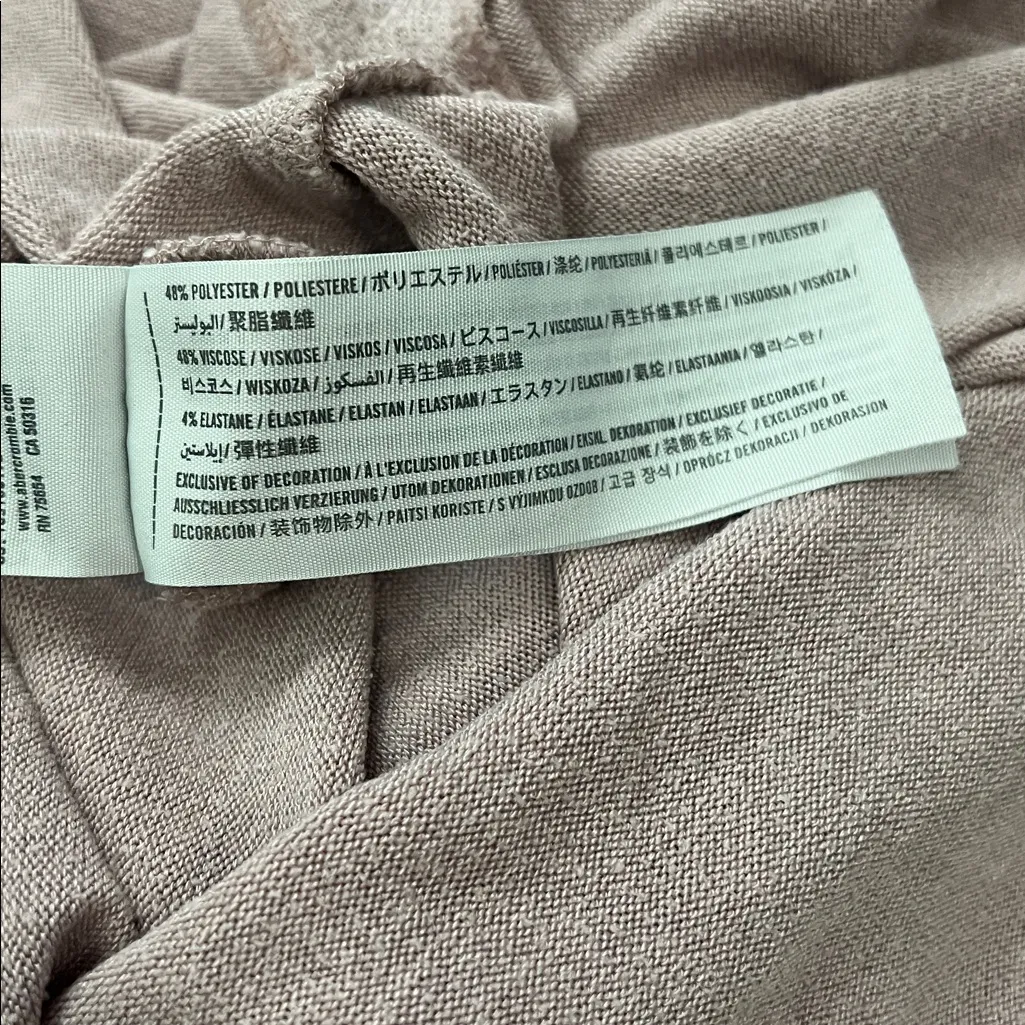 48% POLYESTER / POLIESTERE / ポリエステル / POLIÉSTER / 涤纶 / POLYESTERIÄ / 폴리에스테르 / POLIESTER /
البوليستر / 聚脂纖維
48% VISCOSE / VISKOSE / VISKOS / VISCOSA / ビスコース / VISCOSILLA / 再生纤维素纤维 / VISKOOSIA / VISKÓZA /
비스코스 / WISKOZA / الفسكوز / 再生纖維素纖維
4% ELASTANE / ÉLASTANE / ELASTAN / ELASTAAN / エラスタン / ELASTANO / 氨纶 / ELASTAANIA / 엘라스탄 /
إيلاستين / 彈性纖維
EXCLUSIVE OF DECORATION / À L'EXCLUSION DE LA DÉCORATION / EKSKL DEKORATION / EXCLUSIEF DECORATIE /
AUSSCHLIESSLICH VERZIERUNG / UTOM DEKORATIONEN / ESCLUSA DECORAZIONE / 装飾を除く / EXCLUSIVO DE
DECORACIÓN / 装饰物除外 / PAITSI KORISTE / S VÝJIMKOU OZDOB / 고급 장식 / OPRÓCZ DEKORACJI / DEKORASJON
www.abercrombie.com
RN 75654 CA 50316